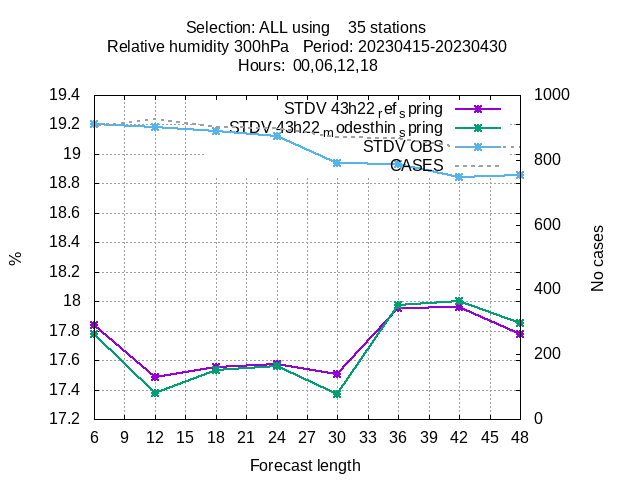 Selection: ALL using 35 stations
Relative humidity 300hPa Period: 20230415-20230430
Hours: 00,06,12,18
STDV 43h22refspring
STDV 43h22-modesthinspring
STDV OBS
CASES
19.4
19.2
19
18.8
18.6
18.4
18.2
18
17.8
17.6
17.4
17.2
%
1000
800
600
400
200
0
No cases
6 9 12 15 18 21 24 27 30 33 36 39 42 45 48
Forecast length